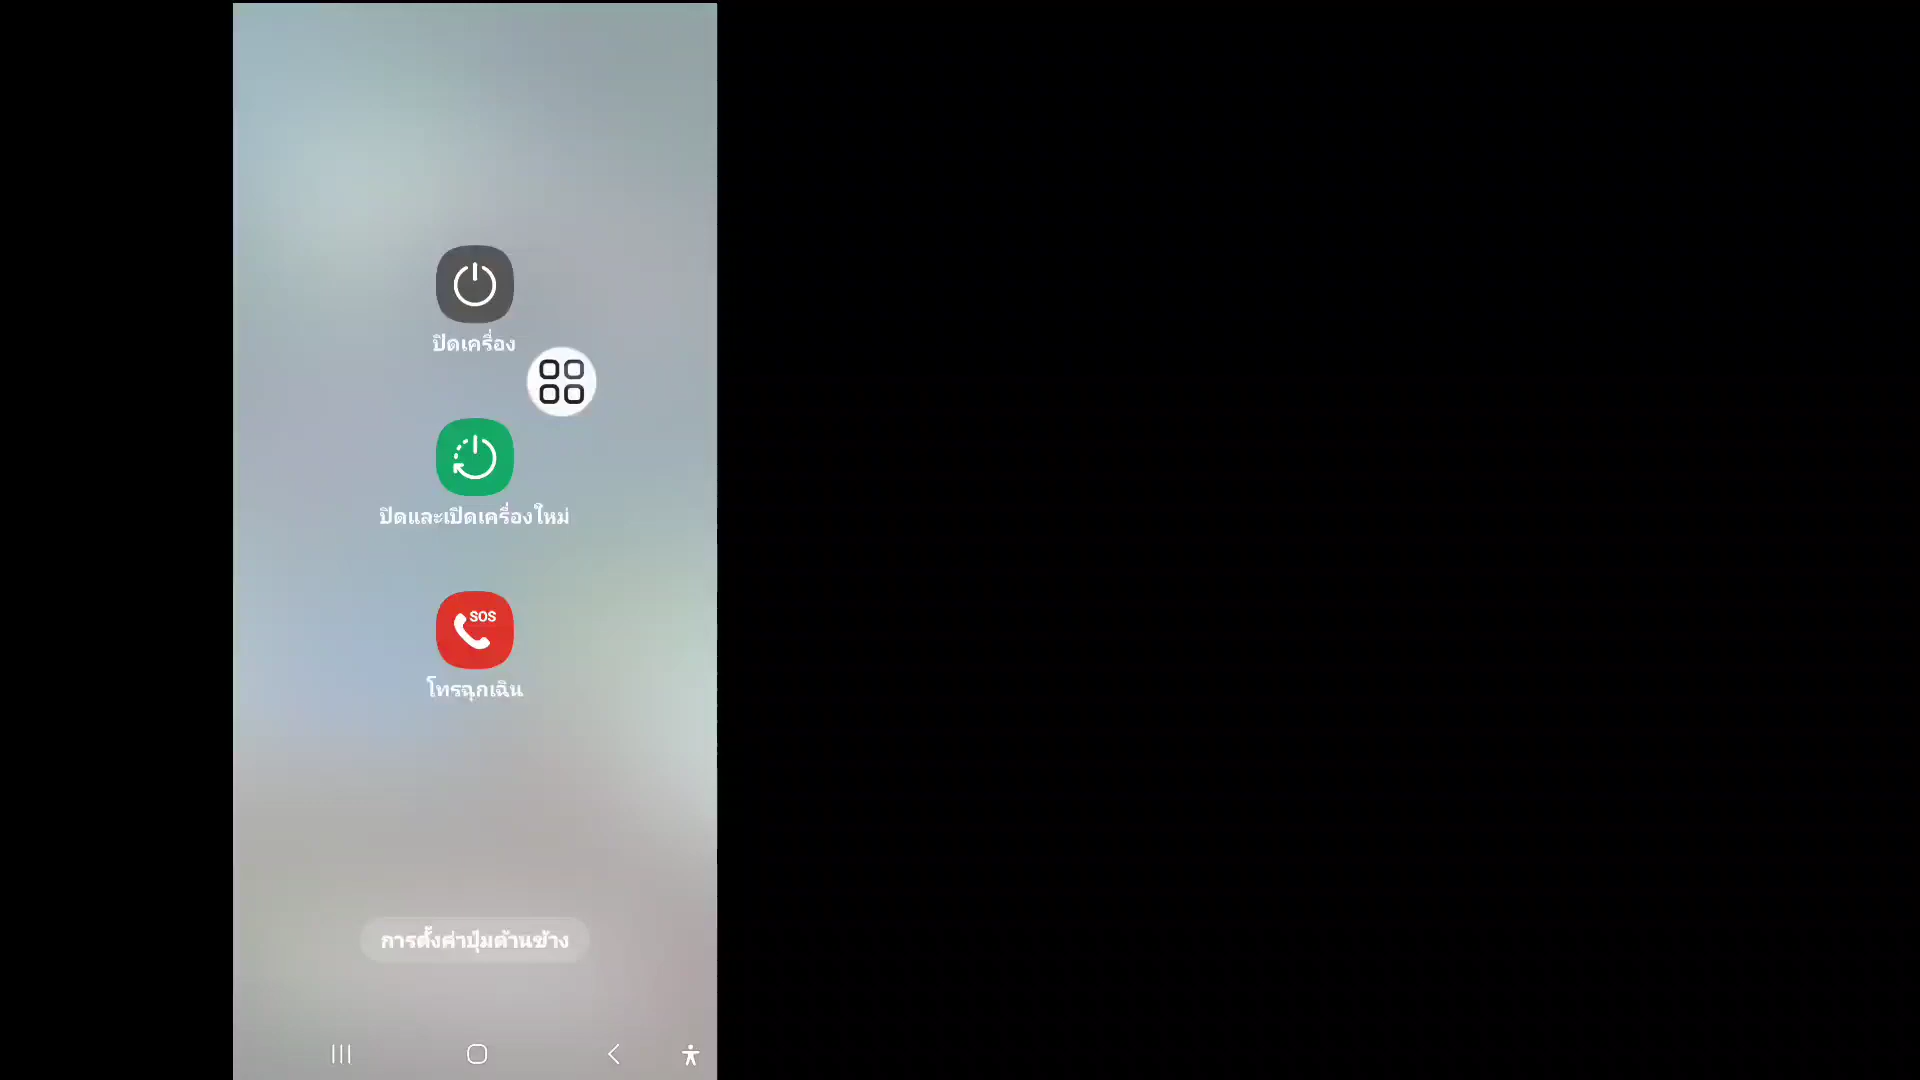 ปิดเครื่อง
ปิดและเปิดเครื่องใหม่
SOS
โทรฉุกเฉิน
การตั้งค่าปุ่มด้านข้าง